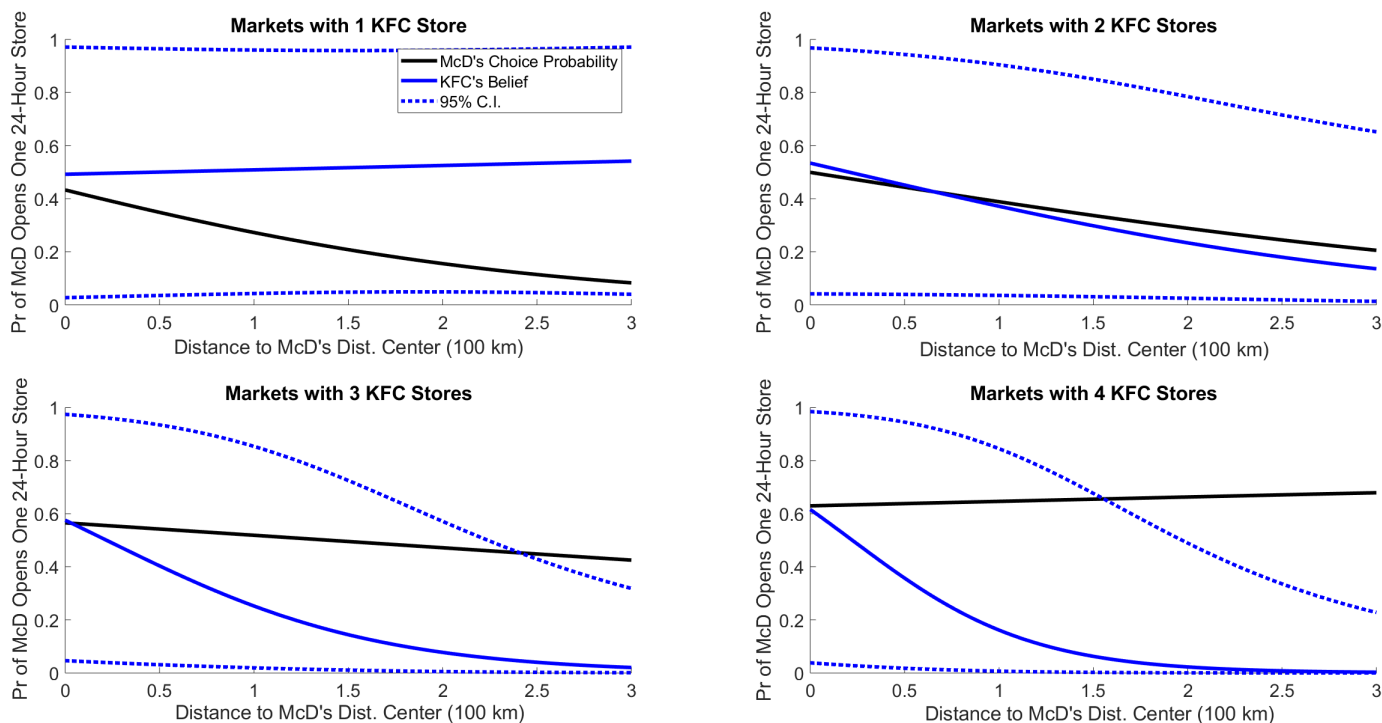 Markets with 1 KFC Store
Pr of McD Opens One 24-Hour Store
1
0.8
0.6
0.4
0.2
0
McD's Choice Probability
KFC's Belief
95% C.I.
0 0.5 1 1.5 2 2.5 3
Distance to McD's Dist. Center (100 km)
Markets with 2 KFC Stores
Pr of McD Opens One 24-Hour Store
1
0.8
0.6
0.4
0.2
0
0 0.5 1 1.5 2 2.5 3
Distance to McD's Dist. Center (100 km)
Markets with 3 KFC Stores
Pr of McD Opens One 24-Hour Store
1
0.8
0.6
0.4
0.2
0
0 0.5 1 1.5 2 2.5 3
Distance to McD's Dist. Center (100 km)
Markets with 4 KFC Stores
Pr of McD Opens One 24-Hour Store
1
0.8
0.6
0.4
0.2
0
0 0.5 1 1.5 2 2.5 3
Distance to McD's Dist. Center (100 km)